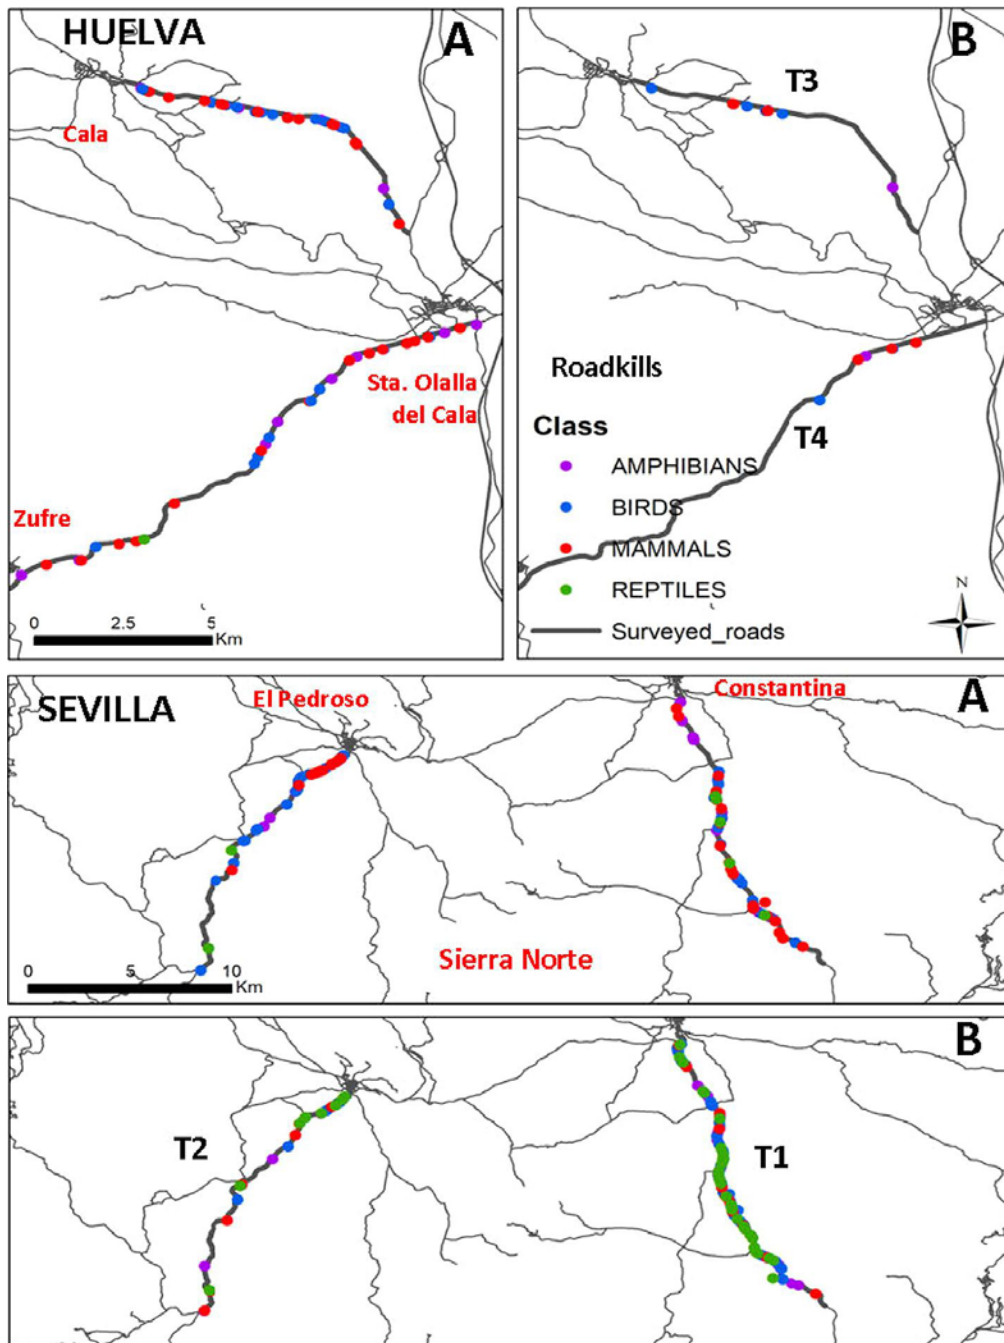 HUELVA
A
Cala
Sta. Olalla
del Cala
Zufre
0 2.5 5
Km
B
T3
Roadkills
T4
Class
AMPHIBIANS
BIRDS
MAMMALS
REPTILES
Surveyed_roads
N
SEVILLA
El Pedroso
Constantina
A
Sierra Norte
0 5 10
Km
B
T2
T1